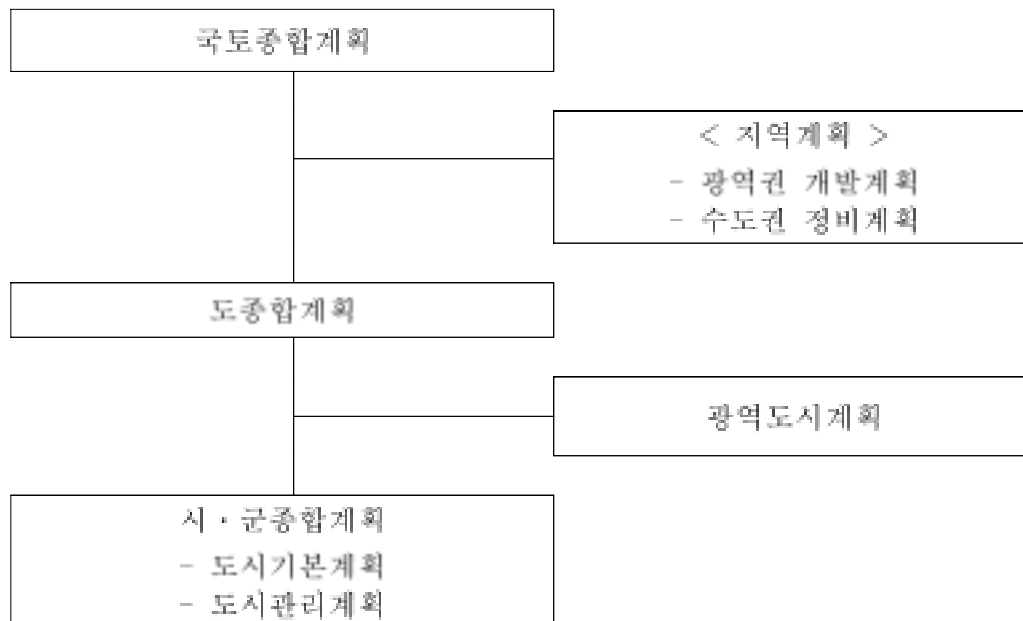 국토종합계획
< 지역계획 >
- 광역권 개발계획
- 수도권 정비계획
도종합계획
광역도시계획
시·군종합계획
- 도시기본계획
- 도시관리계획